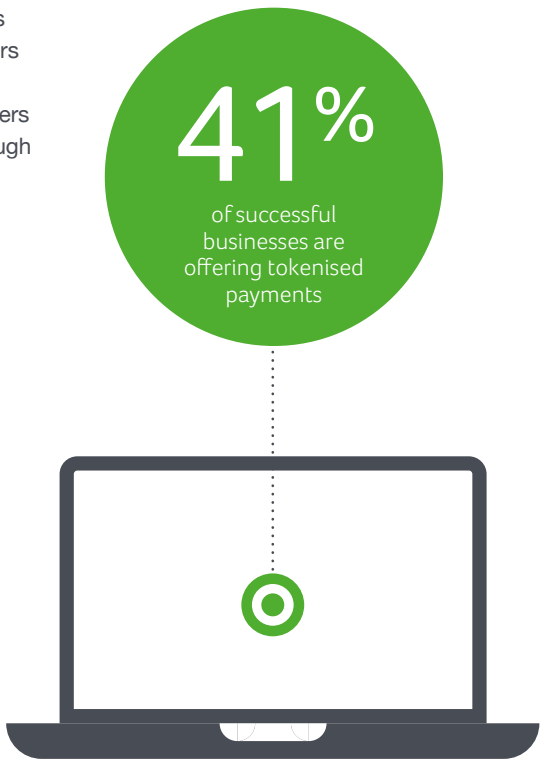 41%
of successful
businesses are
offering tokenised
payments